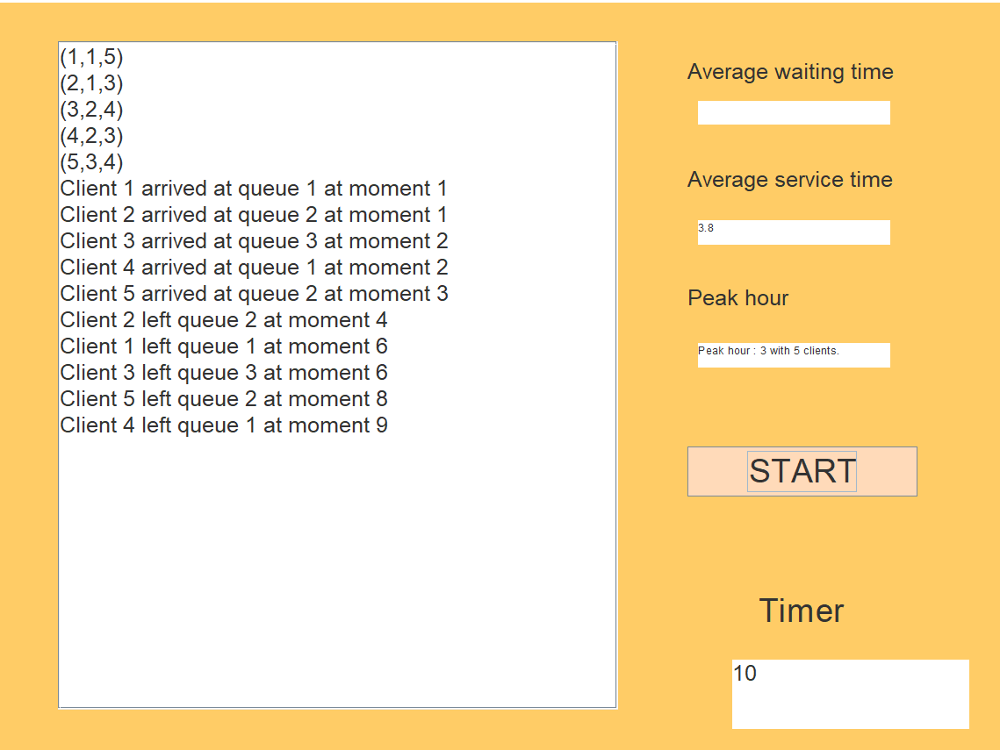 (1,1,5)
(2,1,3)
(3,2,4)
(4,2,3)
(5,3,4)
Client 1 arrived at queue 1 at moment 1
Client 2 arrived at queue 2 at moment 1
Client 3 arrived at queue 3 at moment 2
Client 4 arrived at queue 1 at moment 2
Client 5 arrived at queue 2 at moment 3
Client 2 left queue 2 at moment 4
Client 1 left queue 1 at moment 6
Client 3 left queue 3 at moment 6
Client 5 left queue 2 at moment 8
Client 4 left queue 1 at moment 9
Average waiting time
Average service time
3.8
Peak hour
Peak hour : 3 with 5 clients.
START
Timer
10